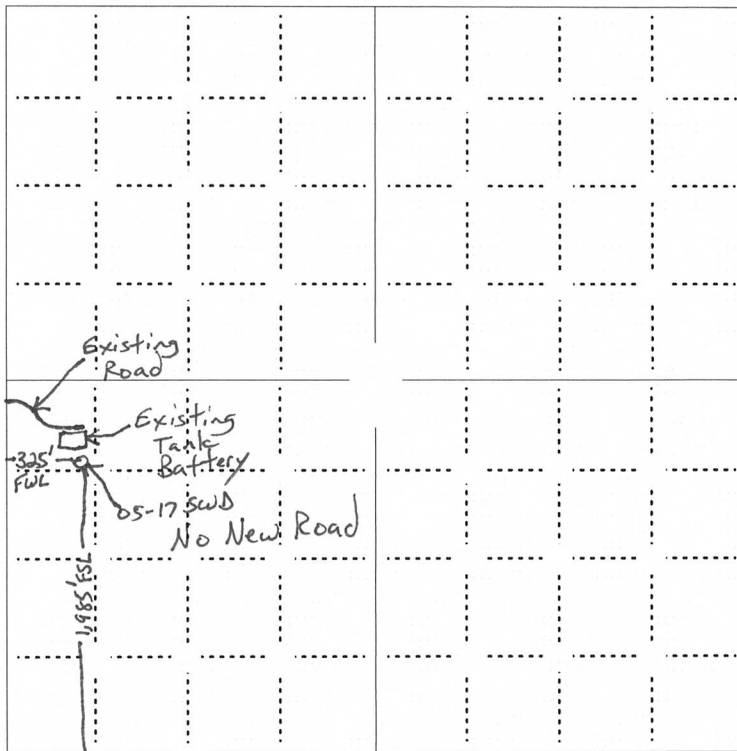 Existing
Road
Existing
Tank
Battery
325'
FWL
05-17 SWD
No New Road
1,985' FSL